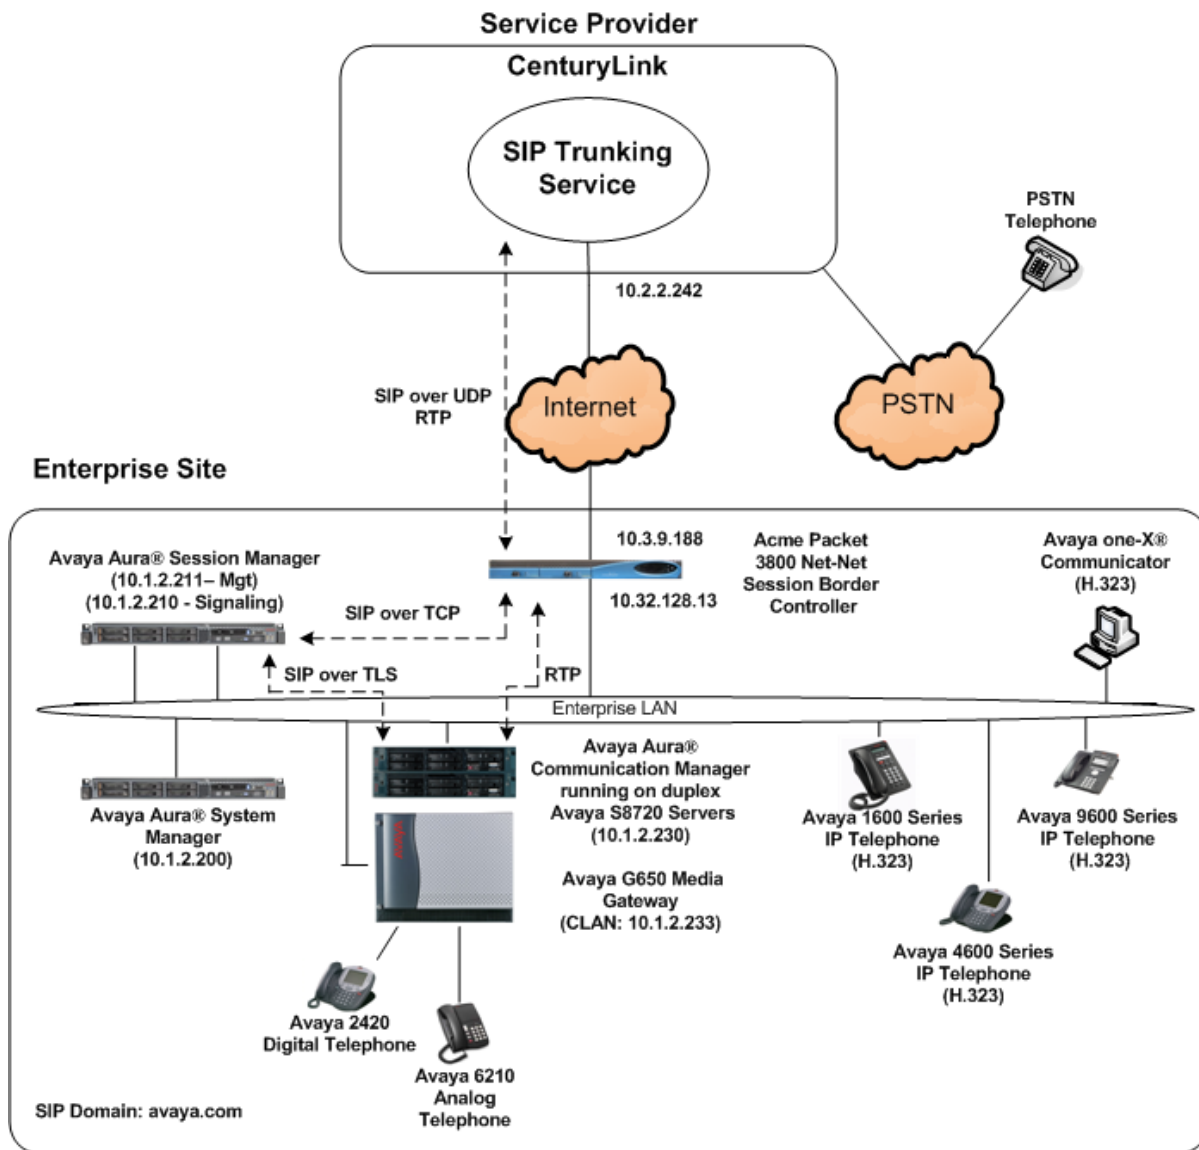 Service Provider
CenturyLink
SIP Trunking
Service
PSTN
Telephone
10.2.2.242
SIP over UDP
RTP
Internet
PSTN
Enterprise Site
10.3.9.188
Acme Packet
3800 Net-Net
Session Border
Controller
10.32.128.13
Avaya Aura® Session Manager
(10.1.2.211– Mgt)
(10.1.2.210 - Signaling)
Avaya one-X®
Communicator
(H.323)
SIP over TCP
SIP over TLS
RTP
Enterprise LAN
Avaya Aura® System
Manager
(10.1.2.200)
Avaya Aura®
Communication Manager
running on duplex
Avaya S8720 Servers
(10.1.2.230)
Avaya G650 Media
Gateway
(CLAN: 10.1.2.233)
Avaya 1600 Series
IP Telephone
(H.323)
Avaya 9600 Series
IP Telephone
(H.323)
Avaya 4600 Series
IP Telephone
(H.323)
Avaya 2420
Digital Telephone
Avaya 6210
Analog
Telephone
SIP Domain: avaya.com